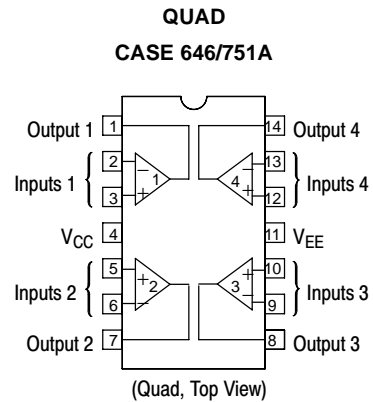 QUAD
CASE 646/751A
Output 1 1 14 Output 4
2 − − 13
Inputs 1 1 4 Inputs 4
3 + + 12
VCC 4 11 VEE
5 + + 10
Inputs 2 2 3 Inputs 3
6 − − 9
Output 2 7 8 Output 3
(Quad, Top View)